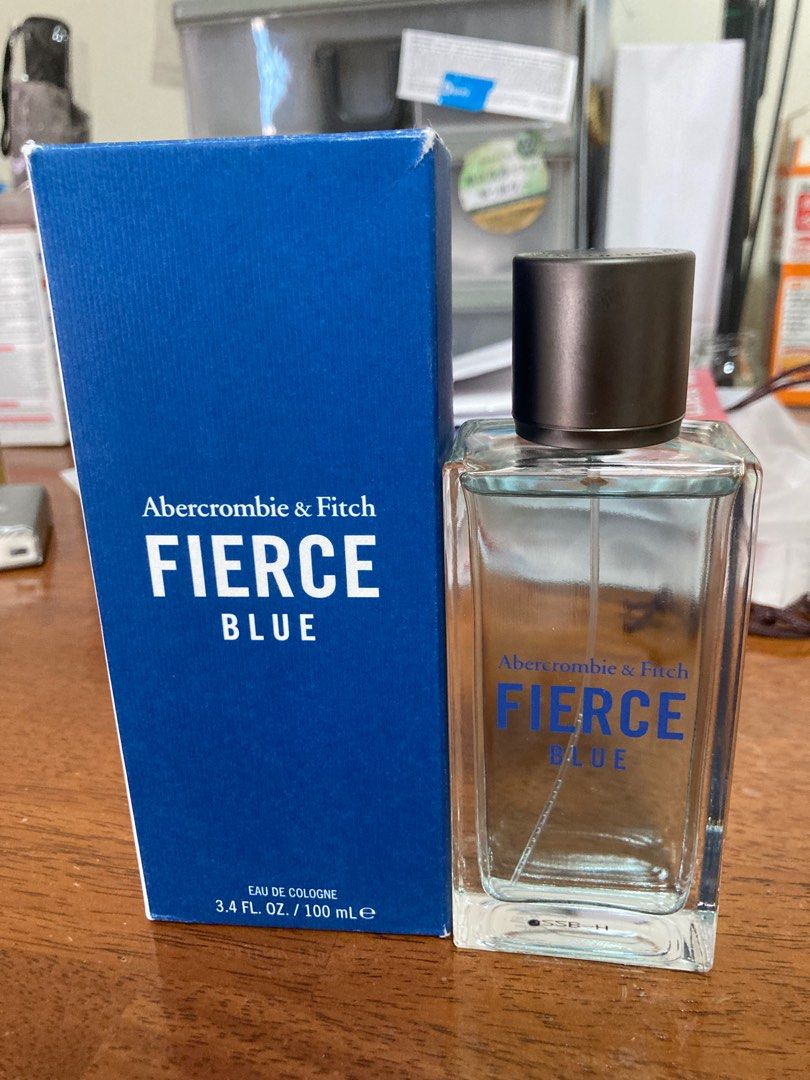 Abercrombie & Fitch
FIERCE
BLUE
EAU DE COLOGNE
3.4 FL. OZ. / 100 mL℮
Abercrombie & Fitch
FIERCE
BLUE